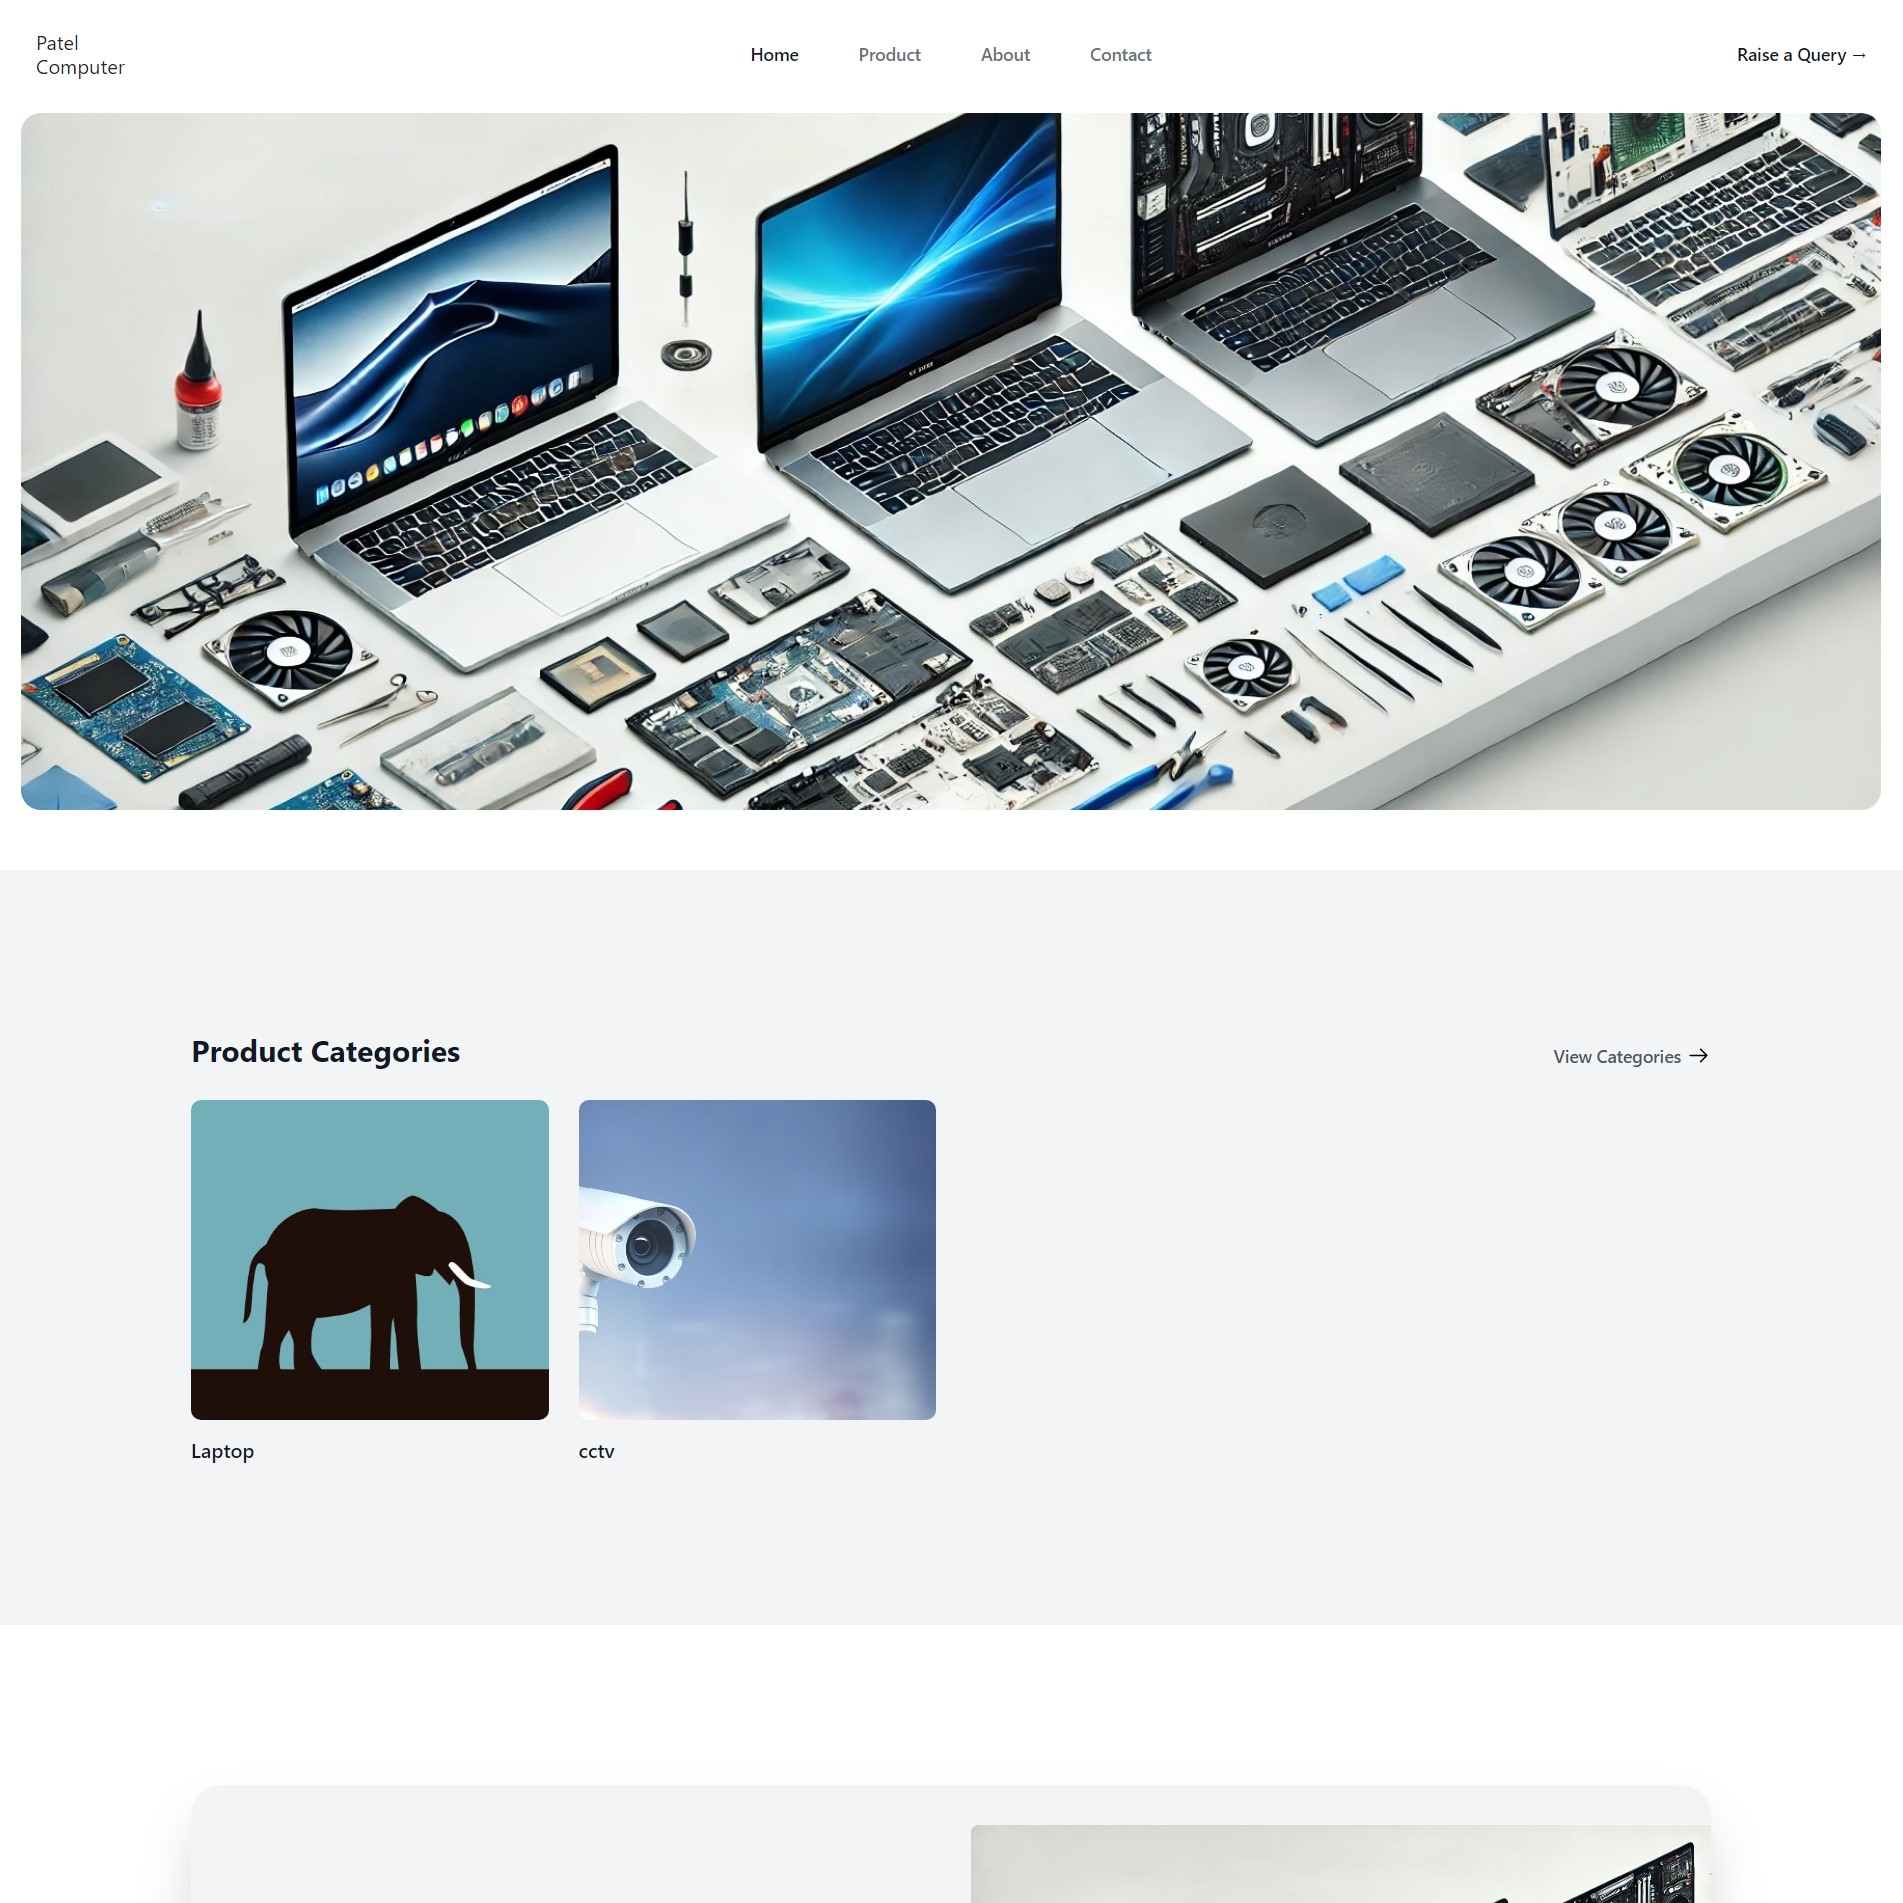 Patel
Computer
Home
Product
About
Contact
Raise a Query →
Product Categories
View Categories →
Laptop
cctv